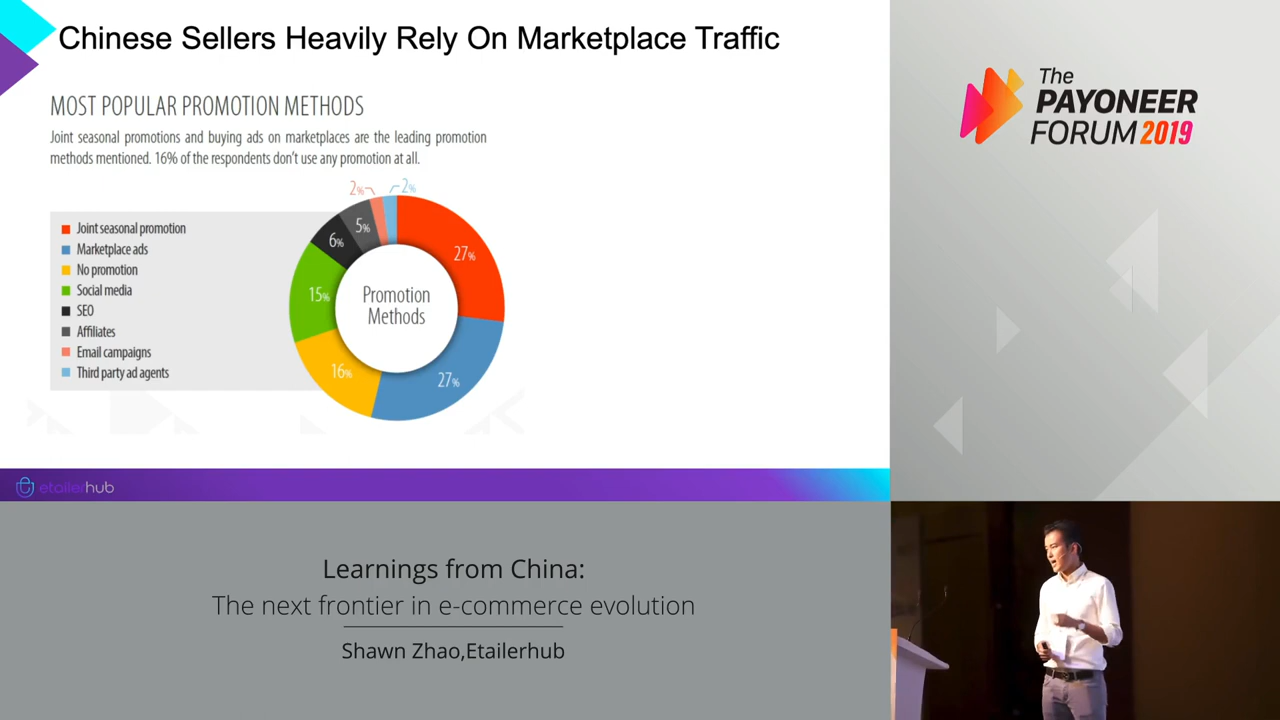 Chinese Sellers Heavily Rely On Marketplace Traffic
MOST POPULAR PROMOTION METHODS
Joint seasonal promotions and buying ads on marketplaces are the leading promotion
methods mentioned. 16% of the respondents don't use any promotion at all.
2%
2%
Joint seasonal promotion
Marketplace ads
No promotion
Social media
SEO
Affiliates
Email campaigns
Third party ad agents
5%
6%
27%
15%
Promotion
Methods
16%
27%
etailerhub
The
PAYONEER
FORUM 2019
Learnings from China:
The next frontier in e-commerce evolution
Shawn Zhao,Etailerhub